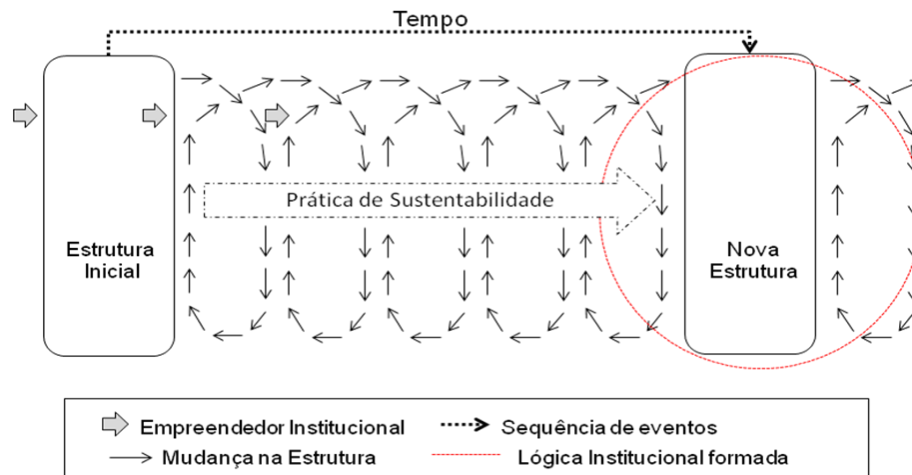 Tempo
Prática de Sustentabilidade
Estrutura
Inicial
Nova
Estrutura
Empreendedor Institucional
Sequência de eventos
Mudança na Estrutura
Lógica Institucional formada